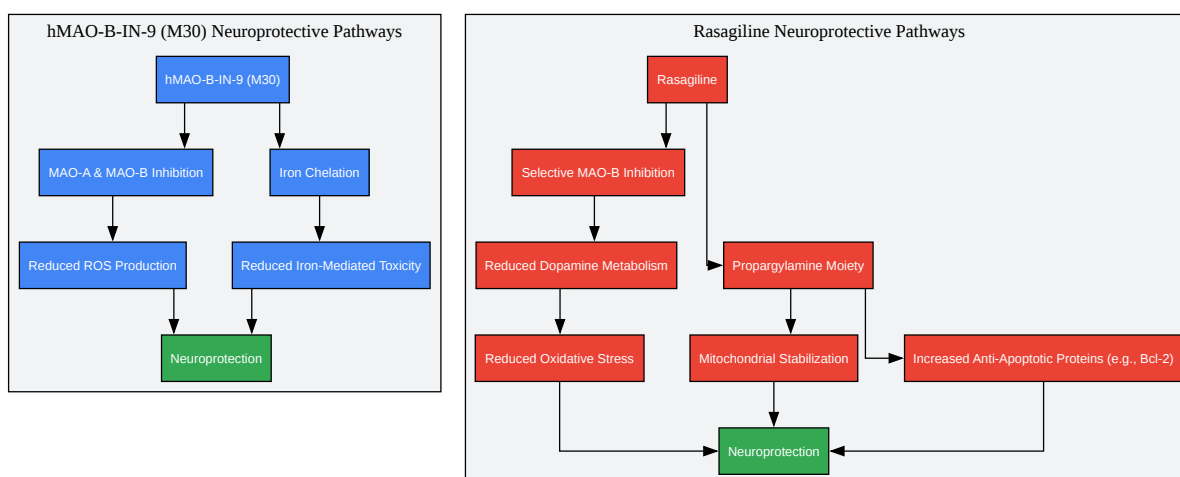 hMAO-B-IN-9 (M30) Neuroprotective Pathways
hMAO-B-IN-9 (M30)
MAO-A & MAO-B Inhibition
Iron Chelation
Reduced ROS Production
Reduced Iron-Mediated Toxicity
Neuroprotection
Rasagiline Neuroprotective Pathways
Rasagiline
Selective MAO-B Inhibition
Reduced Dopamine Metabolism
Propargylamine Moiety
Reduced Oxidative Stress
Mitochondrial Stabilization
Increased Anti-Apoptotic Proteins (e.g., Bcl-2)
Neuroprotection